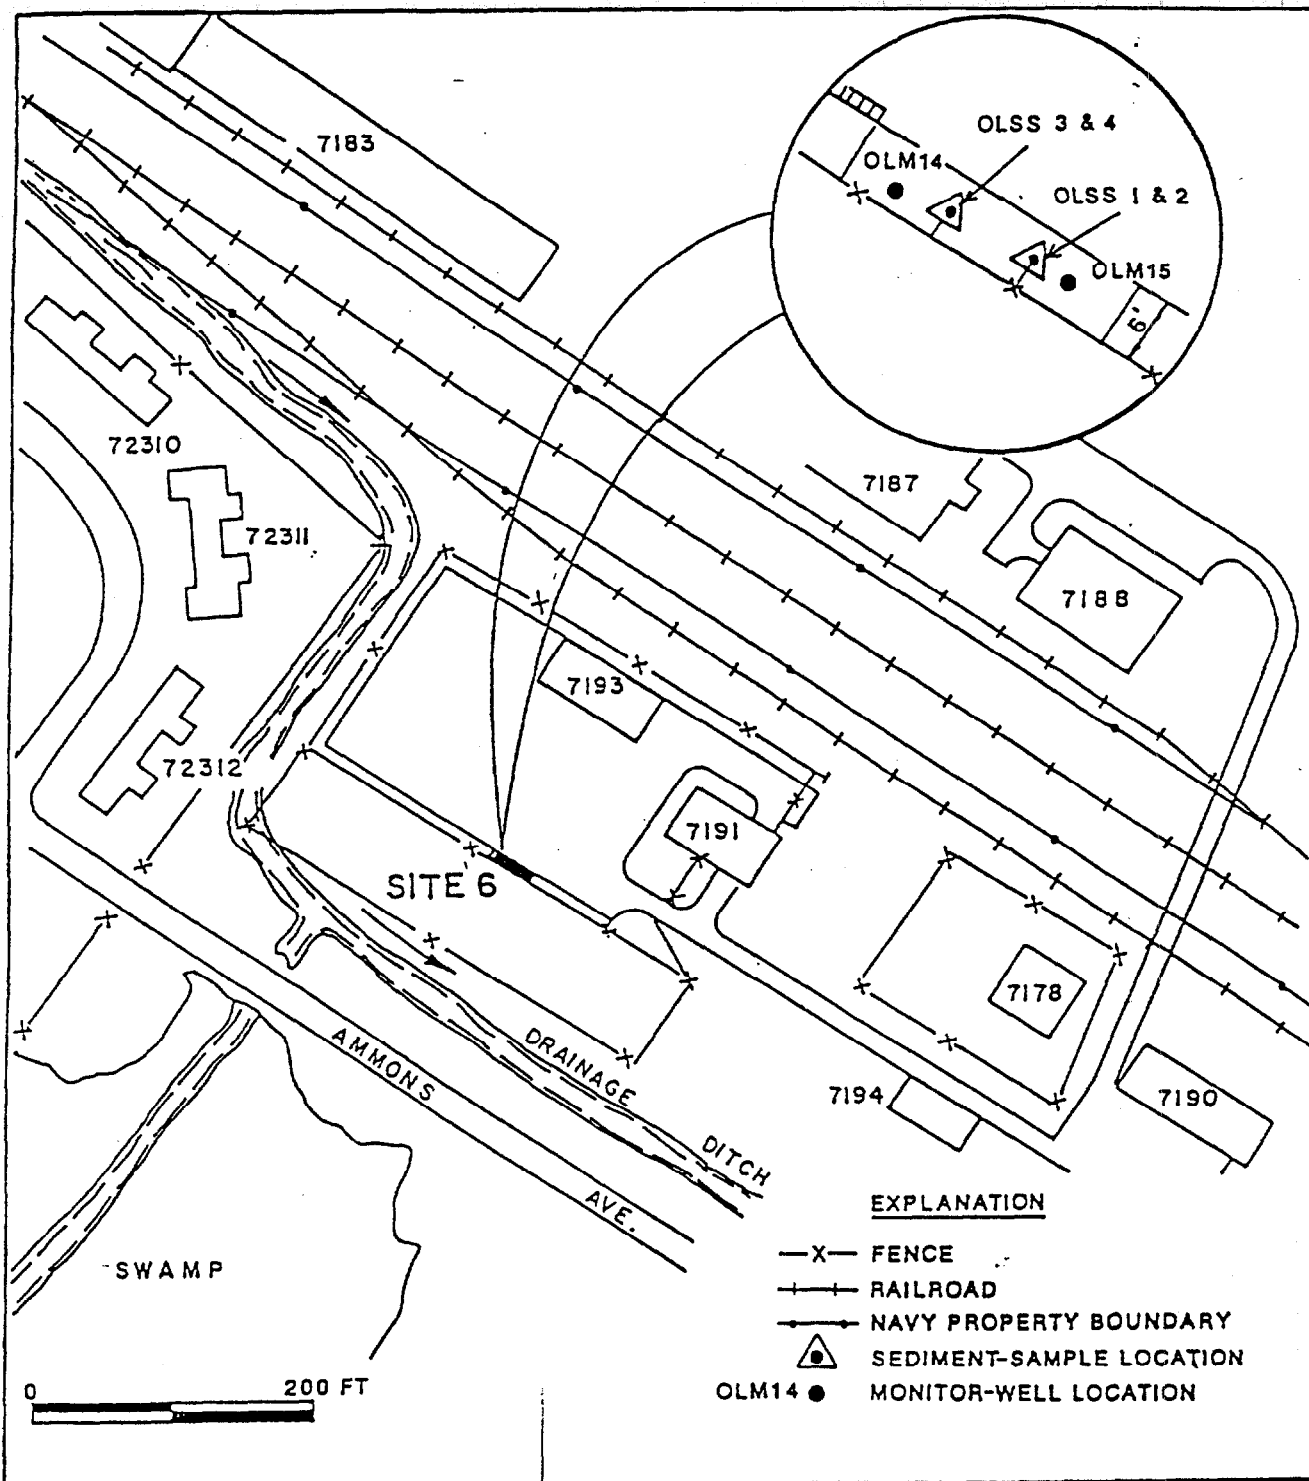 7183
OLSS 3 & 4
OLM14
OLSS 1 & 2
OLM15
6'
72310
7187
72311
7188
7193
72312
7191
SITE 6
7178
DRAINAGE
DITCH
AMMONS
AVE.
7194
7190
SWAMP
EXPLANATION
FENCE
RAILROAD
NAVY PROPERTY BOUNDARY
SEDIMENT-SAMPLE LOCATION
OLM14 MONITOR-WELL LOCATION
0 200 FT